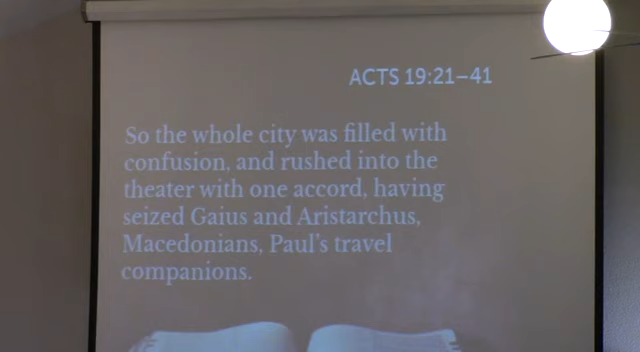 ACTS 19:21–41
So the whole city was filled with
confusion, and rushed into the
theater with one accord, having
seized Gaius and Aristarchus,
Macedonians, Paul's travel
companions.